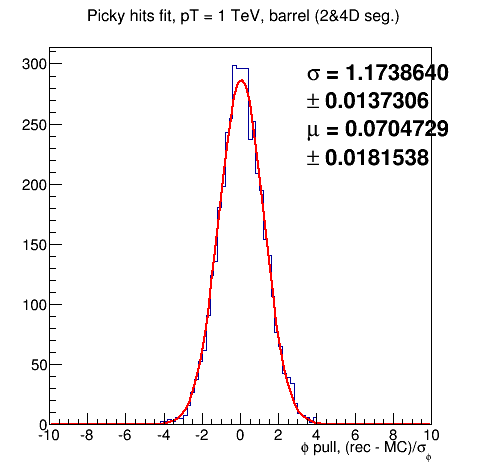 Picky hits fit, pT = 1 TeV, barrel (2&4D seg.)
σ = 1.1738640
± 0.0137306
μ = 0.0704729
± 0.0181538
300
250
200
150
100
50
0
-10 -8 -6 -4 -2 0 2 4 6 8 10
ϕ pull, (rec - MC)/σ_ϕ